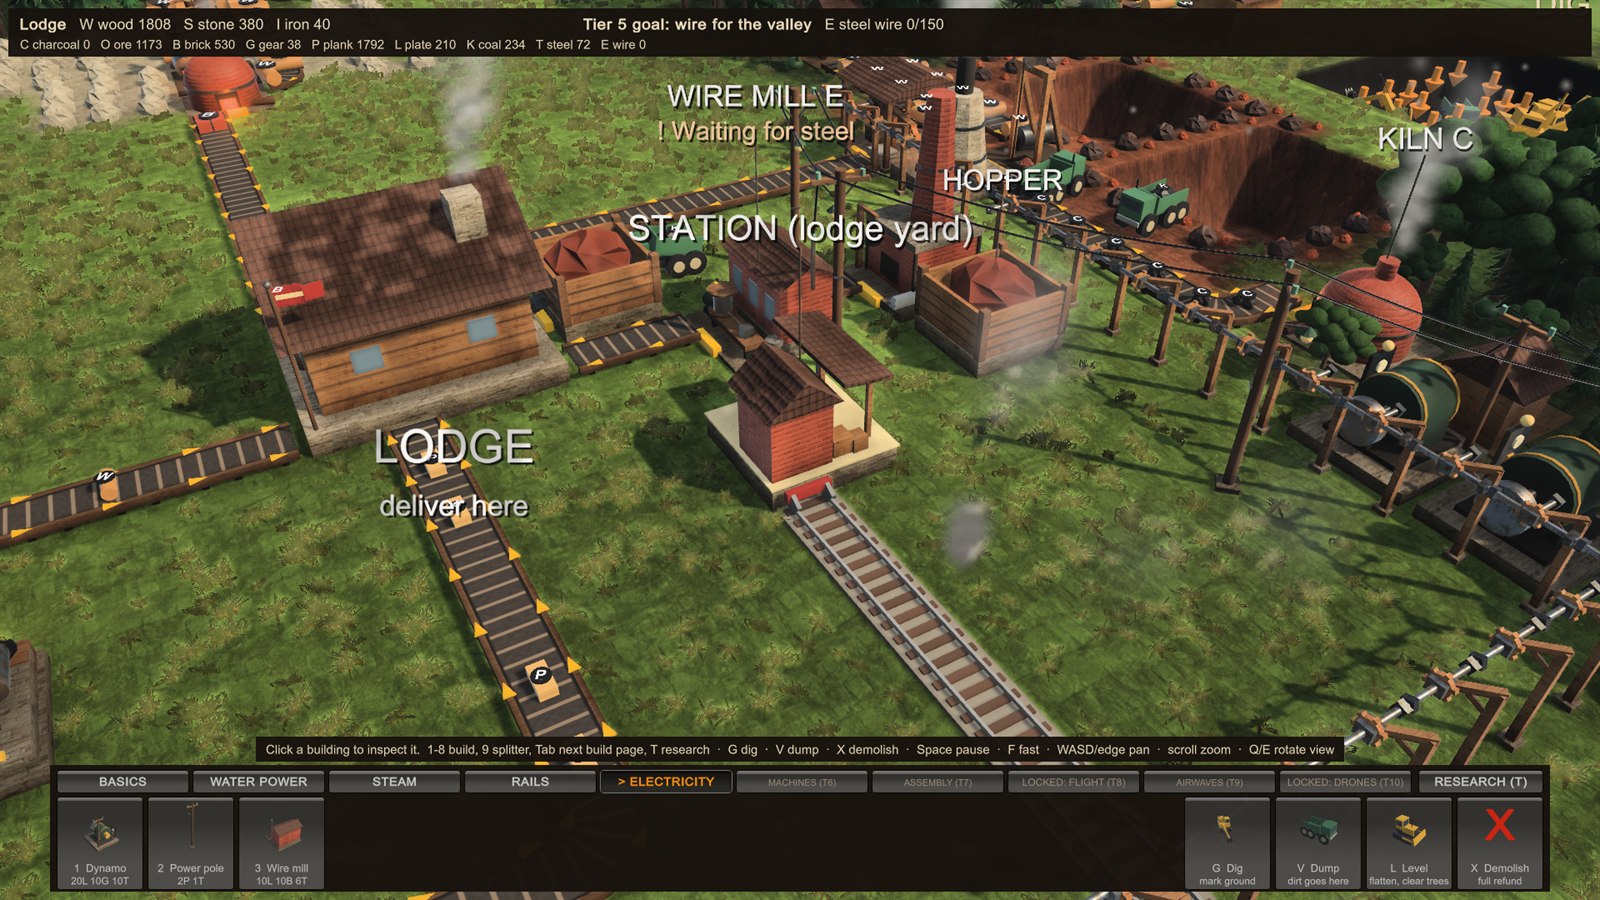 Lodge W wood 1808 S stone 380 I iron 40
Tier 5 goal: wire for the valley E steel wire 0/150
C charcoal 0 O ore 1173 B brick 530 G gear 38 P plank 1792 L plate 210 K coal 234 T steel 72 E wire 0
WIRE MILL E
! Waiting for steel
KILN C
HOPPER
STATION (lodge yard)
LODGE
deliver here
W
P
Click a building to inspect it. 1-8 build, 9 splitter, Tab next build page, T research · G dig · V dump · X demolish · Space pause · F fast · WASD/edge pan · scroll zoom · Q/E rotate view
BASICS
WATER POWER
STEAM
RAILS
> ELECTRICITY
MACHINES (T6)
ASSEMBLY (T7)
LOCKED: FLIGHT (T8)
AIRWAVES (T9)
LOCKED: DRONES (T10)
RESEARCH (T)
1 Dynamo
20L 10G 10T
2 Power pole
2P 1T
3 Wire mill
10L 10B 6T
G Dig
mark ground
V Dump
dirt goes here
L Level
flatten, clear trees
X Demolish
full refund